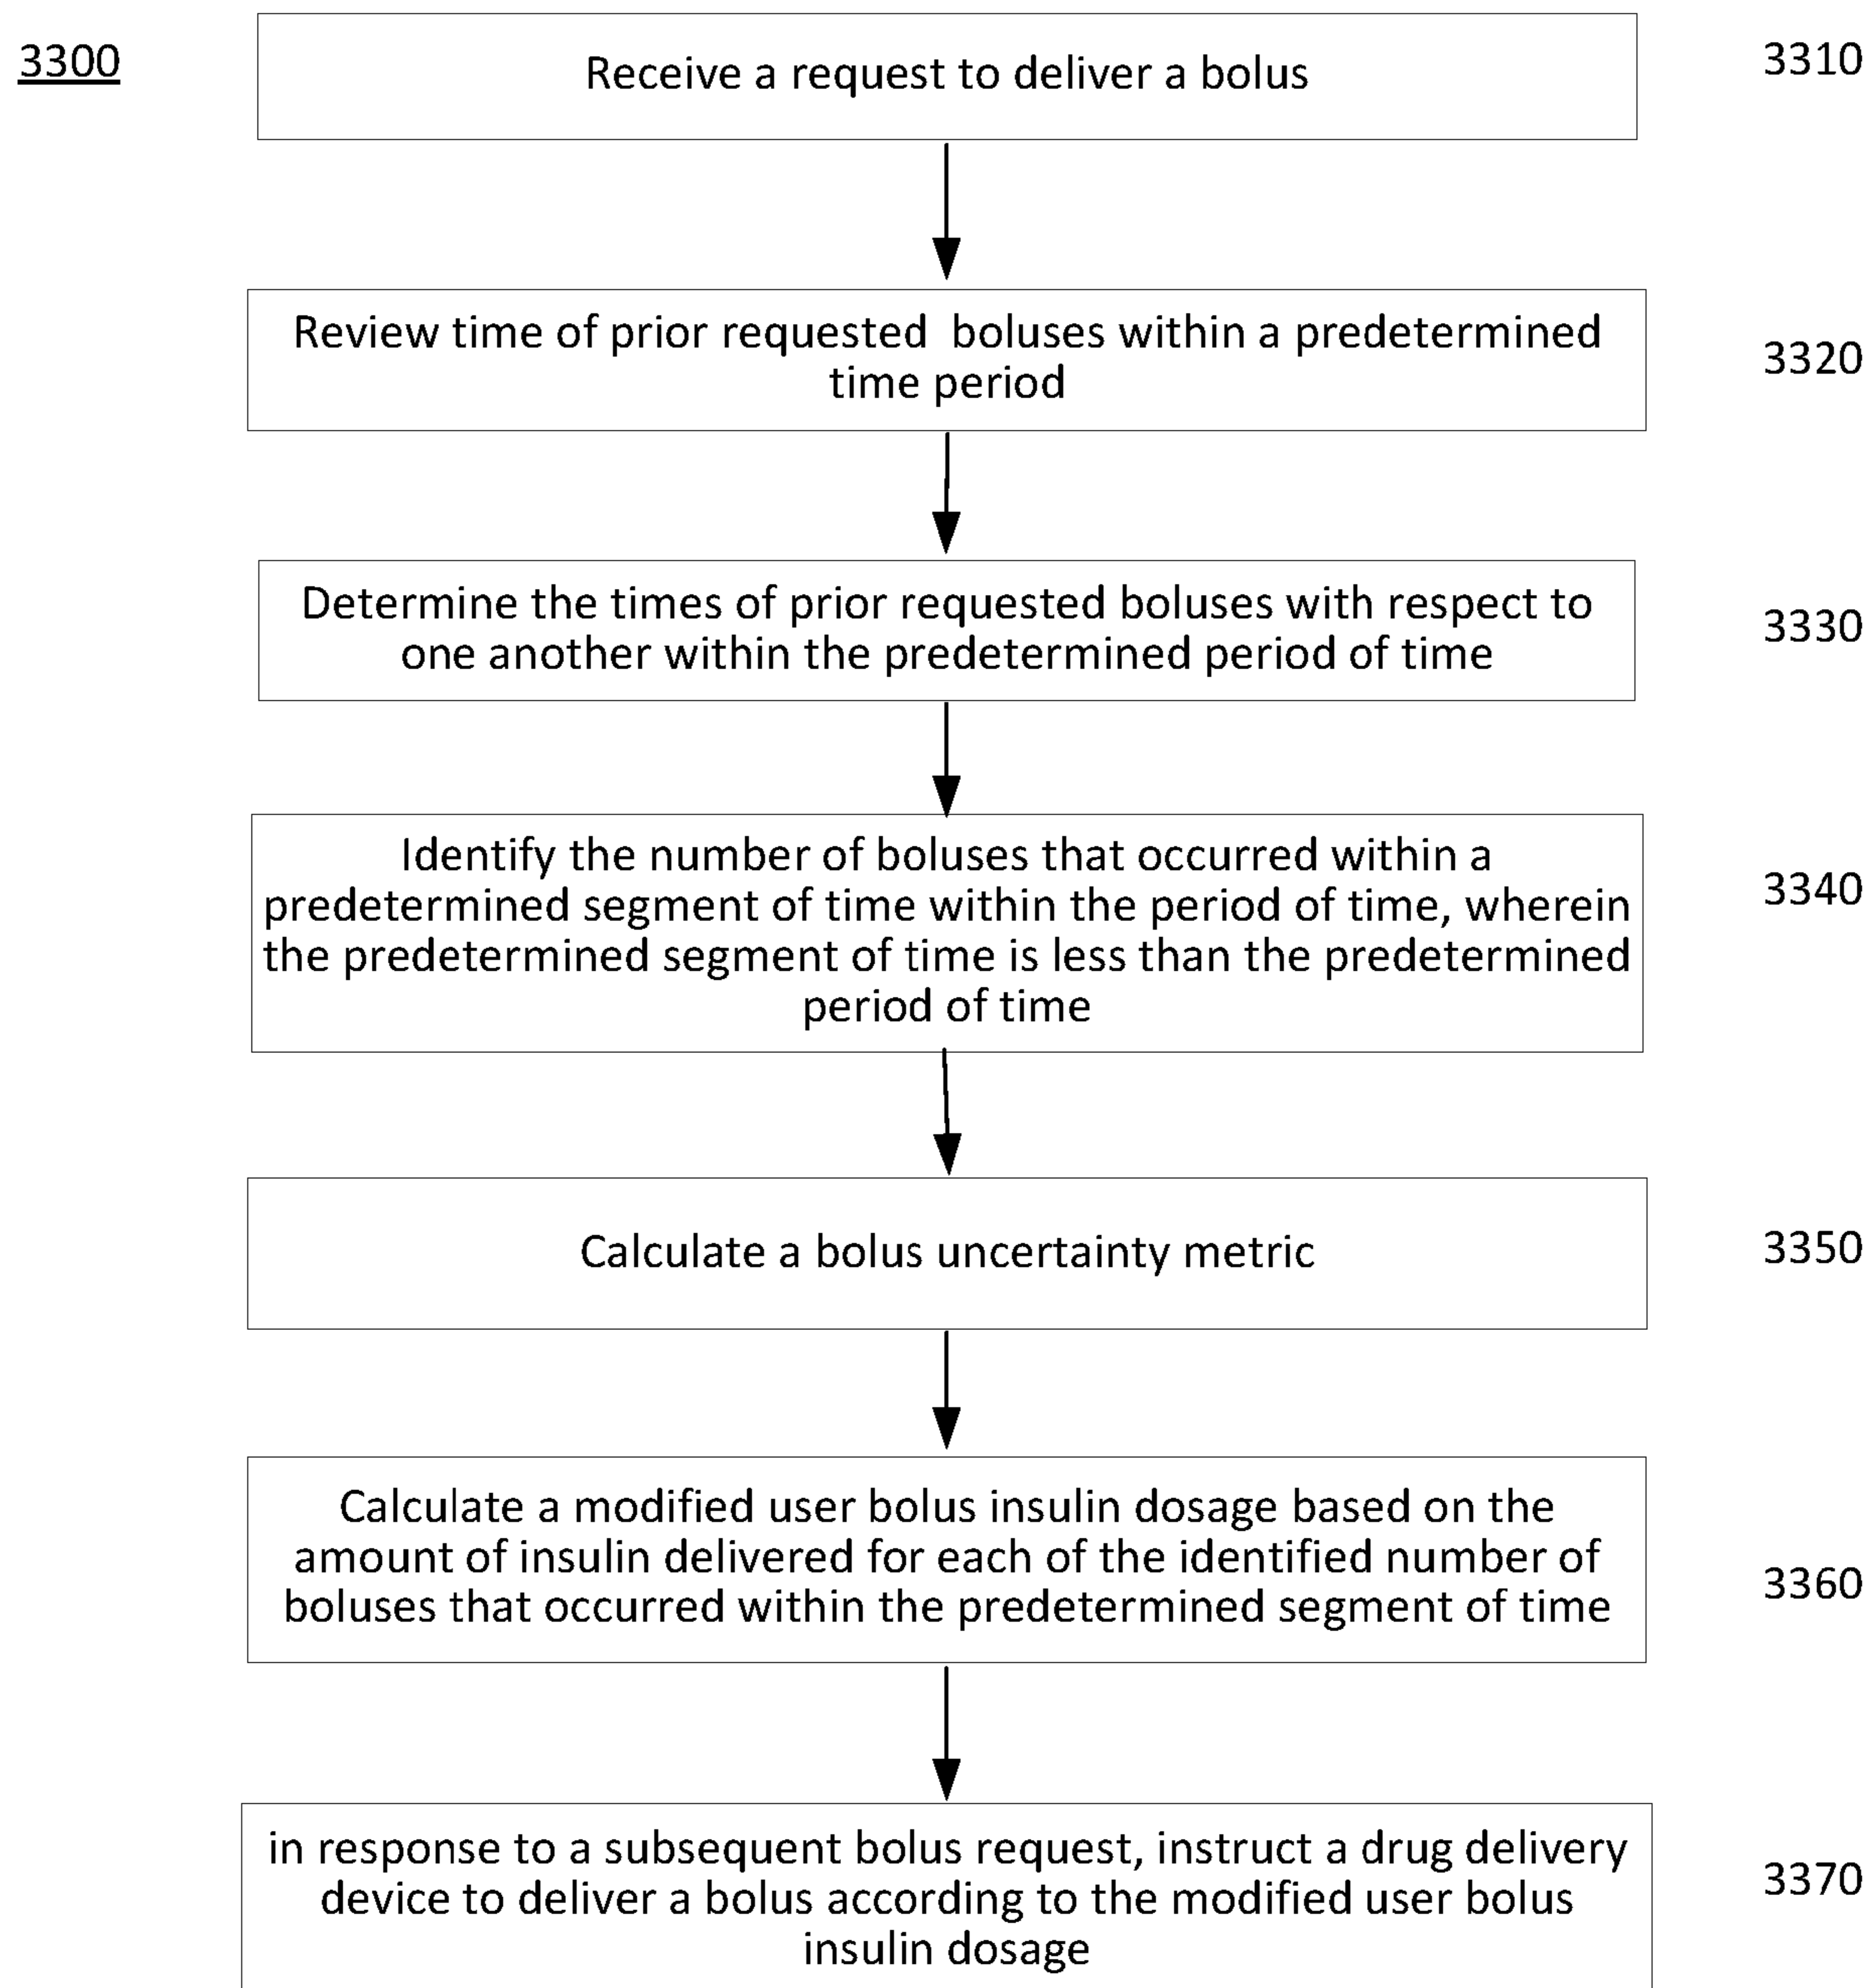 3300
Receive a request to deliver a bolus
3310
Review time of prior requested  boluses within a predetermined
time period
3320
Determine the times of prior requested boluses with respect to
one another within the predetermined period of time
3330
Identify the number of boluses that occurred within a
predetermined segment of time within the period of time, wherein
the predetermined segment of time is less than the predetermined
period of time
3340
Calculate a bolus uncertainty metric
3350
Calculate a modified user bolus insulin dosage based on the
amount of insulin delivered for each of the identified number of
boluses that occurred within the predetermined segment of time
3360
in response to a subsequent bolus request, instruct a drug delivery
device to deliver a bolus according to the modified user bolus
insulin dosage
3370